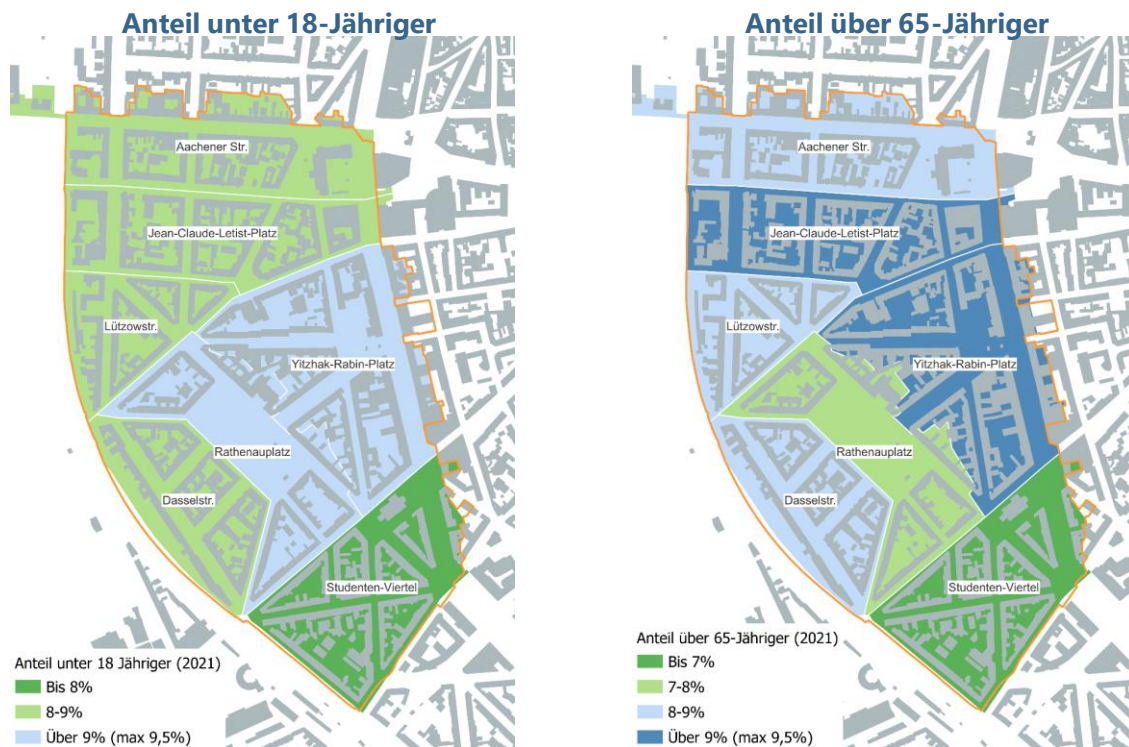 Anteil unter 18-Jähriger
Aachener Str.
Jean-Claude-Letist-Platz
Lützowstr.
Yitzhak-Rabin-Platz
Rathenauplatz
Dasselstr.
Studenten-Viertel
Anteil unter 18 Jähriger (2021)
Bis 8%
8-9%
Über 9% (max 9,5%)
Anteil über 65-Jähriger
Aachener Str.
Jean-Claude-Letist-Platz
Lützowstr.
Yitzhak-Rabin-Platz
Rathenauplatz
Dasselstr.
Studenten-Viertel
Anteil über 65-Jähriger (2021)
Bis 7%
7-8%
8-9%
Über 9% (max 9,5%)